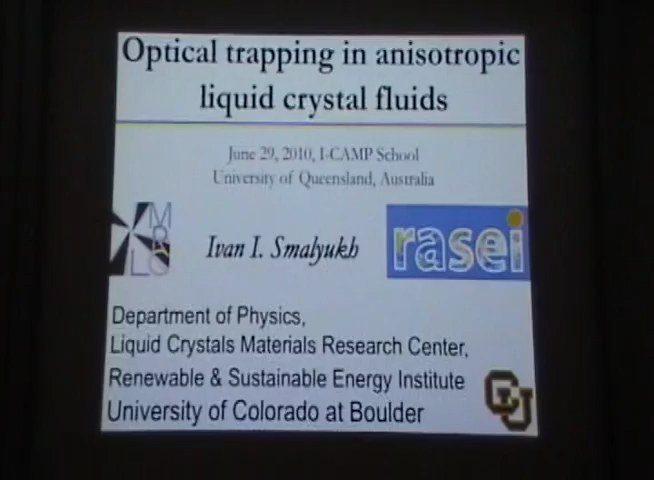 Optical trapping in anisotropic
liquid crystal fluids
June 29, 2010, I-CAMP School
University of Queensland, Australia
Ivan I. Smalyukh
rasei
Department of Physics,
Liquid Crystals Materials Research Center,
Renewable & Sustainable Energy Institute
University of Colorado at Boulder
CU